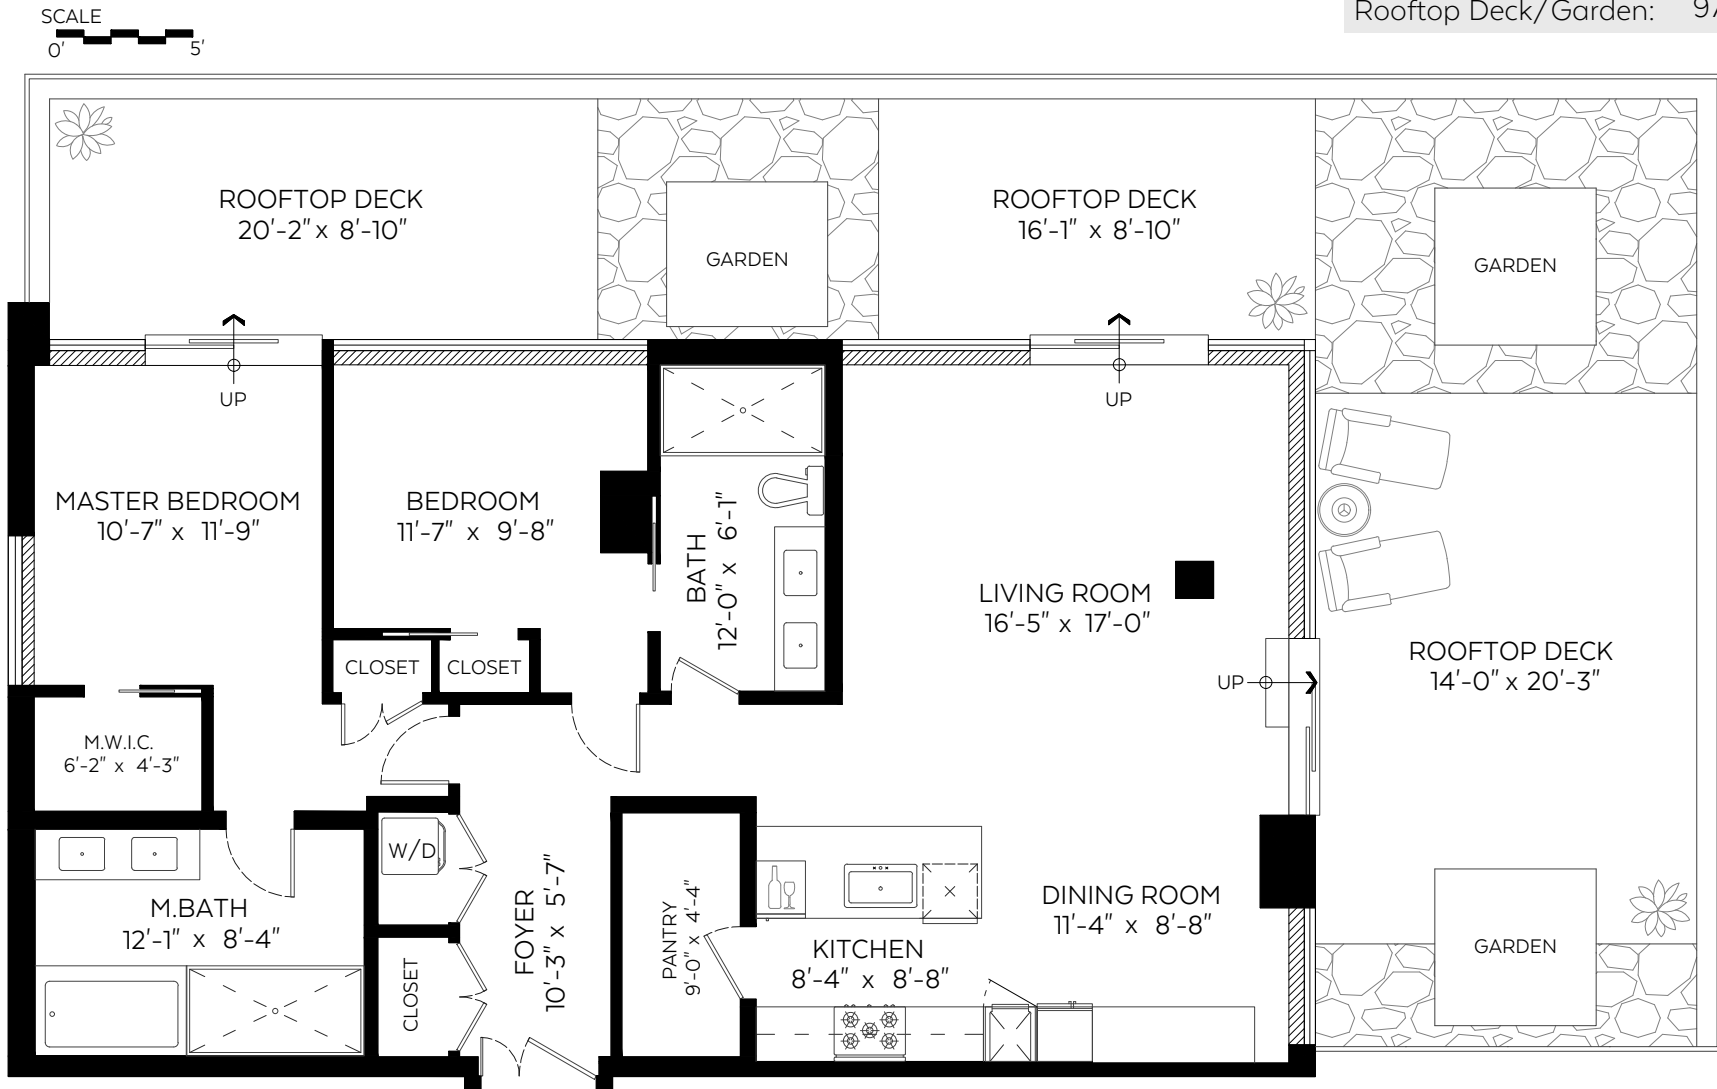 SCALE
0' 5'
Rooftop Deck/Garden:
ROOFTOP DECK
20'-2" x 8'-10"
GARDEN
ROOFTOP DECK
16'-1" x 8'-10"
GARDEN
UP
UP
MASTER BEDROOM
10'-7" x 11'-9"
BEDROOM
11'-7" x 9'-8"
BATH
12'-0" x 6'-1"
LIVING ROOM
16'-5" x 17'-0"
CLOSET
CLOSET
UP
ROOFTOP DECK
14'-0" x 20'-3"
M.W.I.C.
6'-2" x 4'-3"
W/D
M.BATH
12'-1" x 8'-4"
FOYER
10'-3" x 5'-7"
PANTRY
9'-0" x 4'-4"
KITCHEN
8'-4" x 8'-8"
DINING ROOM
11'-4" x 8'-8"
GARDEN
CLOSET